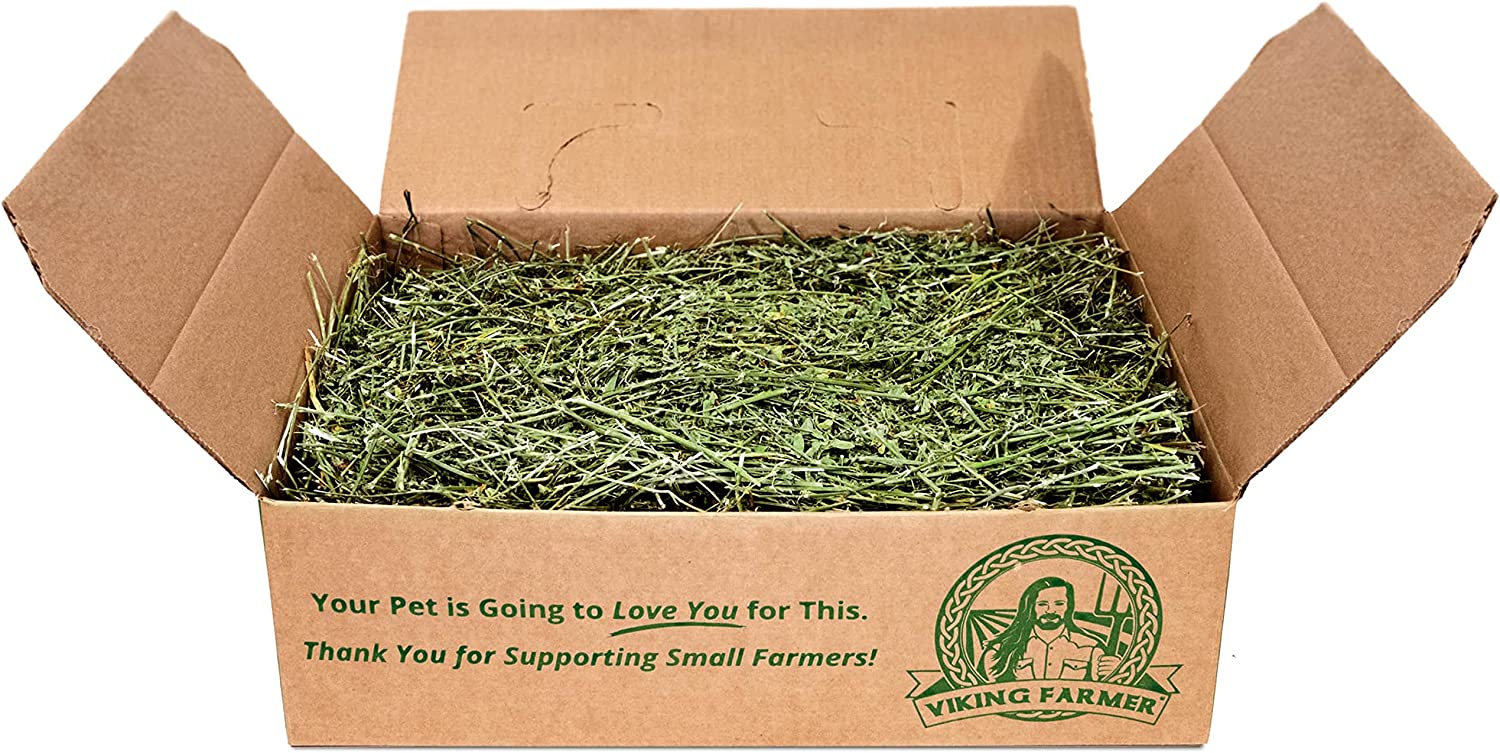 Your Pet is Going to Love You for This.
Thank You for Supporting Small Farmers!
VIKING FARMER